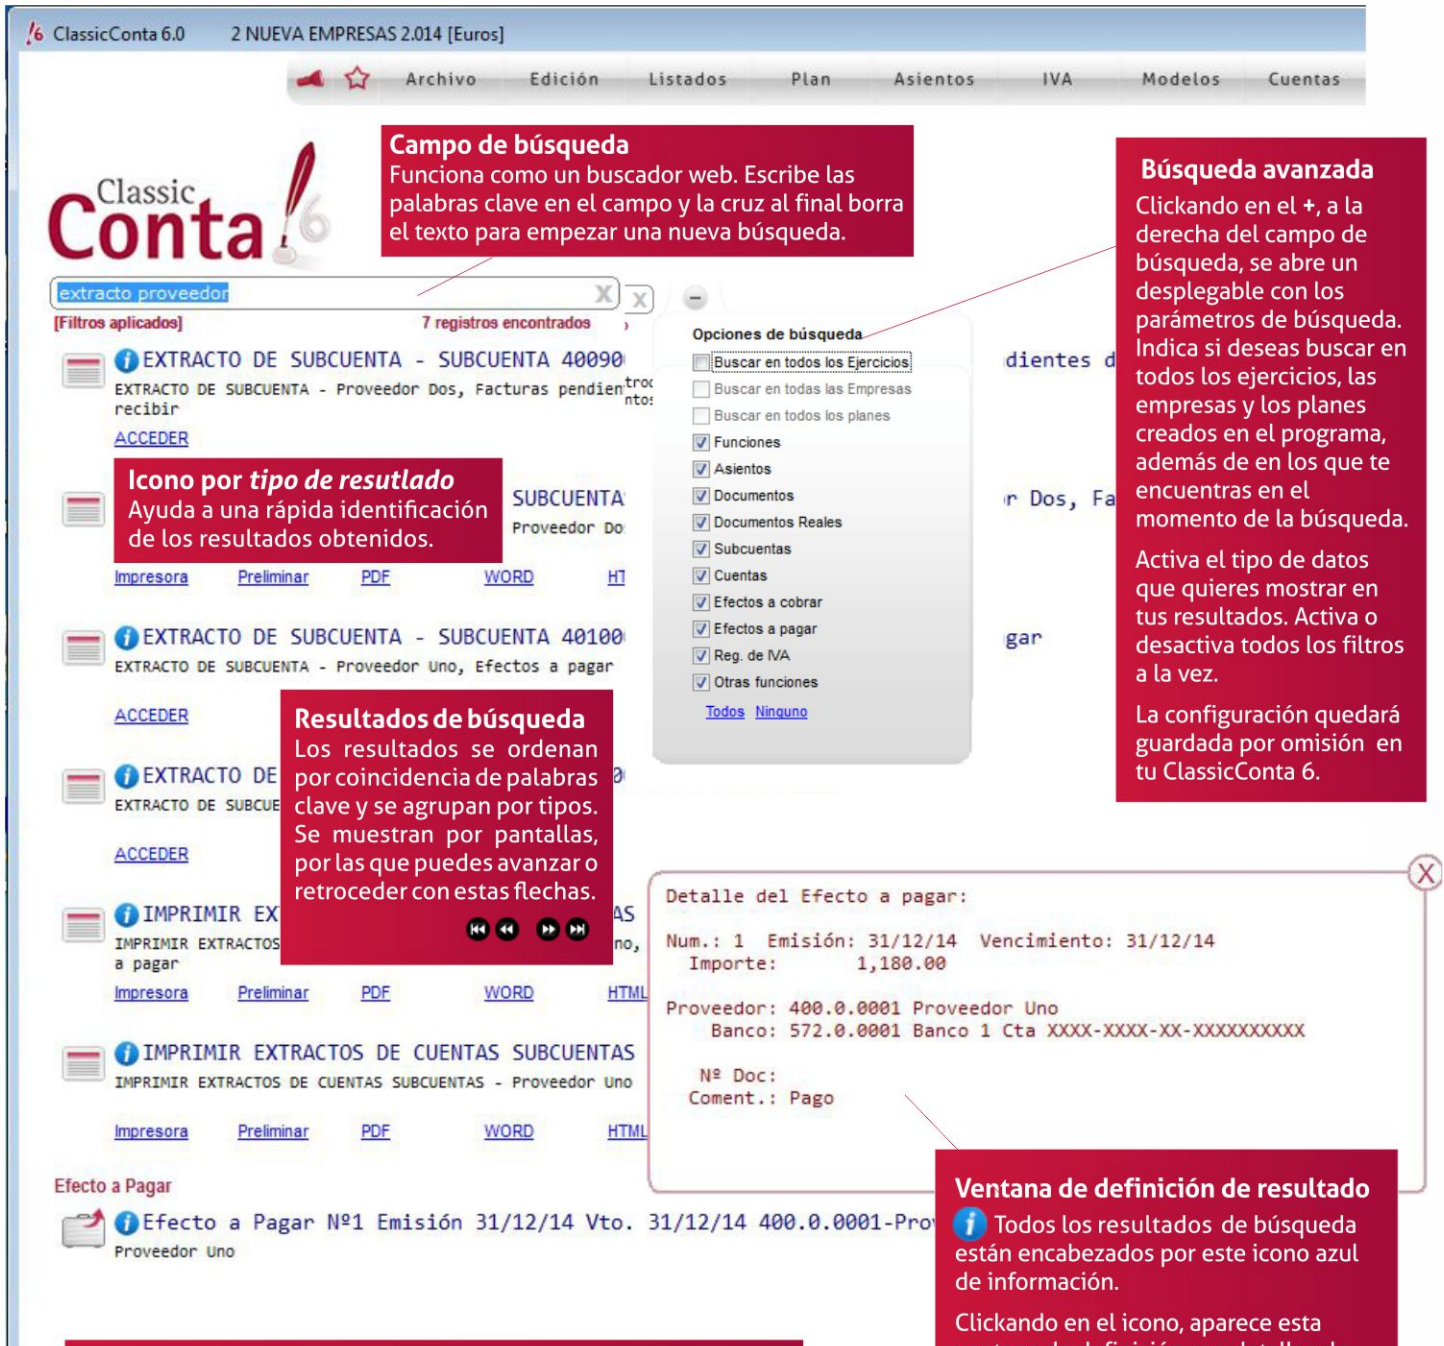 ClassicConta 6.0 2 NUEVA EMPRESAS 2.014 [Euros]
Archivo Edición Listados Plan Asientos IVA Modelos Cuentas
Classic
Conta 6
Campo de búsqueda
Funciona como un buscador web. Escribe las
palabras clave en el campo y la cruz al final borra
el texto para empezar una nueva búsqueda.
Búsqueda avanzada
Clickando en el +, a la
derecha del campo de
búsqueda, se abre un
desplegable con los
parámetros de búsqueda.
Indica si deseas buscar en
todos los ejercicios, las
empresas y los planes
creados en el programa,
además de en los que te
encuentras en el
momento de la búsqueda.
Activa el tipo de datos
que quieres mostrar en
tus resultados. Activa o
desactiva todos los filtros
a la vez.
La configuración quedará
guardada por omisión en
tu ClassicConta 6.
extracto proveedor X X
[Filtros aplicados] 7 registros encontrados
Opciones de búsqueda
Buscar en todos los Ejercicios
Buscar en todas las Empresas
Buscar en todos los planes
Funciones
Asientos
Documentos
Documentos Reales
Subcuentas
Cuentas
Efectos a cobrar
Efectos a pagar
Reg. de IVA
Otras funciones
Todos Ninguno
EXTRACTO DE SUBCUENTA - SUBCUENTA 40090 dientes d
EXTRACTO DE SUBCUENTA - Proveedor Dos, Facturas pendien
recibir
ACCEDER
Icono por tipo de resutlado
Ayuda a una rápida identificación
de los resultados obtenidos.
SUBCUENTA r Dos, Fa
Proveedor Do
Impresora Preliminar PDF WORD HT
EXTRACTO DE SUBCUENTA - SUBCUENTA 40100 gar
EXTRACTO DE SUBCUENTA - Proveedor Uno, Efectos a pagar
ACCEDER
Resultados de búsqueda
Los resultados se ordenan
por coincidencia de palabras
clave y se agrupan por tipos.
Se muestran por pantallas,
por las que puedes avanzar o
retroceder con estas flechas.
EXTRACTO DE
EXTRACTO DE SUBCUE
ACCEDER
IMPRIMIR EX AS
IMPRIMIR EXTRACTOS no,
a pagar
Impresora Preliminar PDF WORD HTML
IMPRIMIR EXTRACTOS DE CUENTAS SUBCUENTAS
IMPRIMIR EXTRACTOS DE CUENTAS SUBCUENTAS - Proveedor Uno
Impresora Preliminar PDF WORD HTML
X
Detalle del Efecto a pagar:
Num.: 1 Emisión: 31/12/14 Vencimiento: 31/12/14
Importe: 1,180.00
Proveedor: 400.0.0001 Proveedor Uno
Banco: 572.0.0001 Banco 1 Cta XXXX-XXXX-XX-XXXXXXXXXX
Nº Doc:
Coment.: Pago
Efecto a Pagar
Efecto a Pagar Nº1 Emisión 31/12/14 Vto. 31/12/14 400.0.0001-Prov
Proveedor Uno
Ventana de definición de resultado
i Todos los resultados de búsqueda
están encabezados por este icono azul
de información.
Clickando en el icono, aparece esta